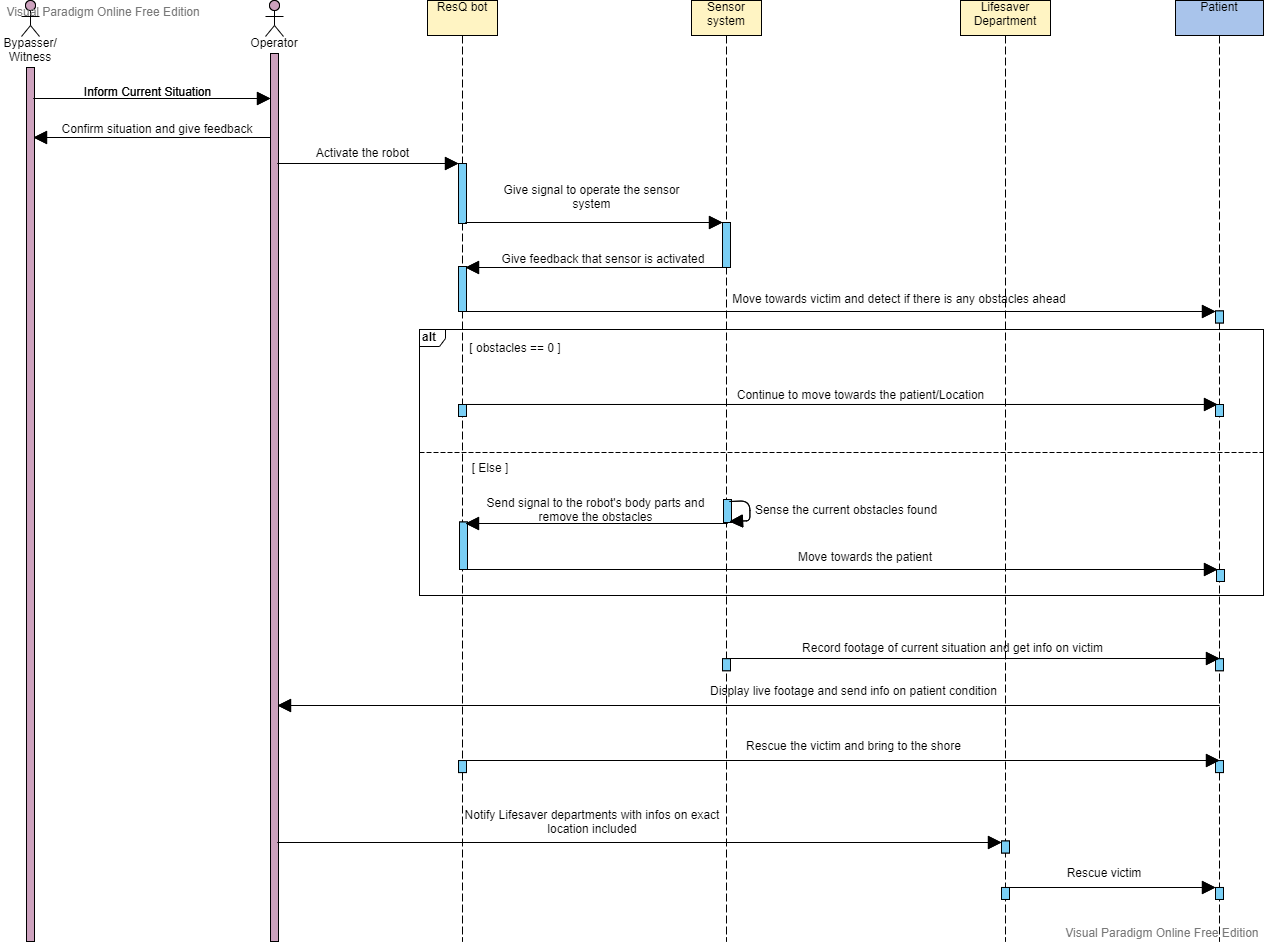 Visual Paradigm Online Free Edition
Bypasser/
Witness
Operator
ResQ bot
Sensor
system
Lifesaver
Department
Patient
Inform Current Situation
Confirm situation and give feedback
Activate the robot
Give signal to operate the sensor
system
Give feedback that sensor is activated
Move towards victim and detect if there is any obstacles ahead
alt
[ obstacles == 0 ]
Continue to move towards the patient/Location
[ Else ]
Send signal to the robot's body parts and
remove the obstacles
Sense the current obstacles found
Move towards the patient
Record footage of current situation and get info on victim
Display live footage and send info on patient condition
Rescue the victim and bring to the shore
Notify Lifesaver departments with infos on exact
location included
Rescue victim
Visual Paradigm Online Free Edition